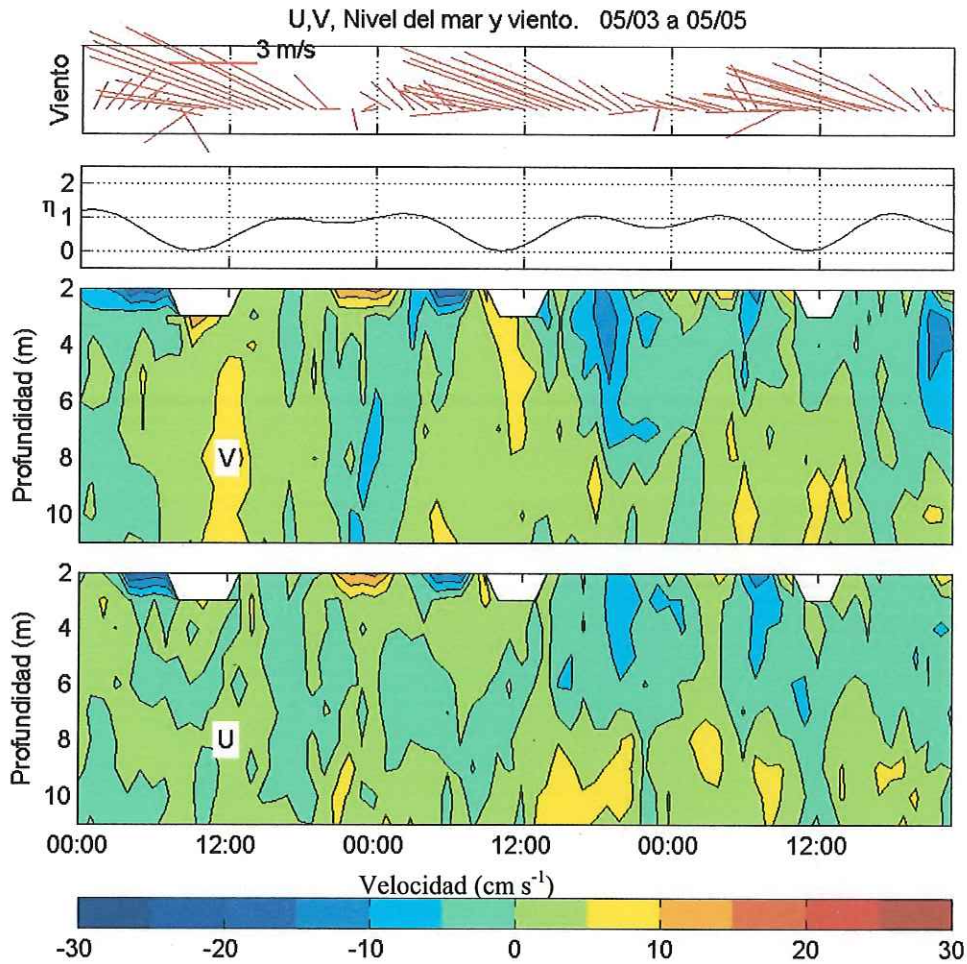 U,V, Nivel del mar y viento. 05/03 a 05/05
3 m/s
Viento
2
η 1
0
2
4
6
8
10
Profundidad (m)
V
2
4
6
8
10
Profundidad (m)
U
00:00 12:00 00:00 12:00 00:00 12:00
Velocidad (cm s-1)
-30 -20 -10 0 10 20 30